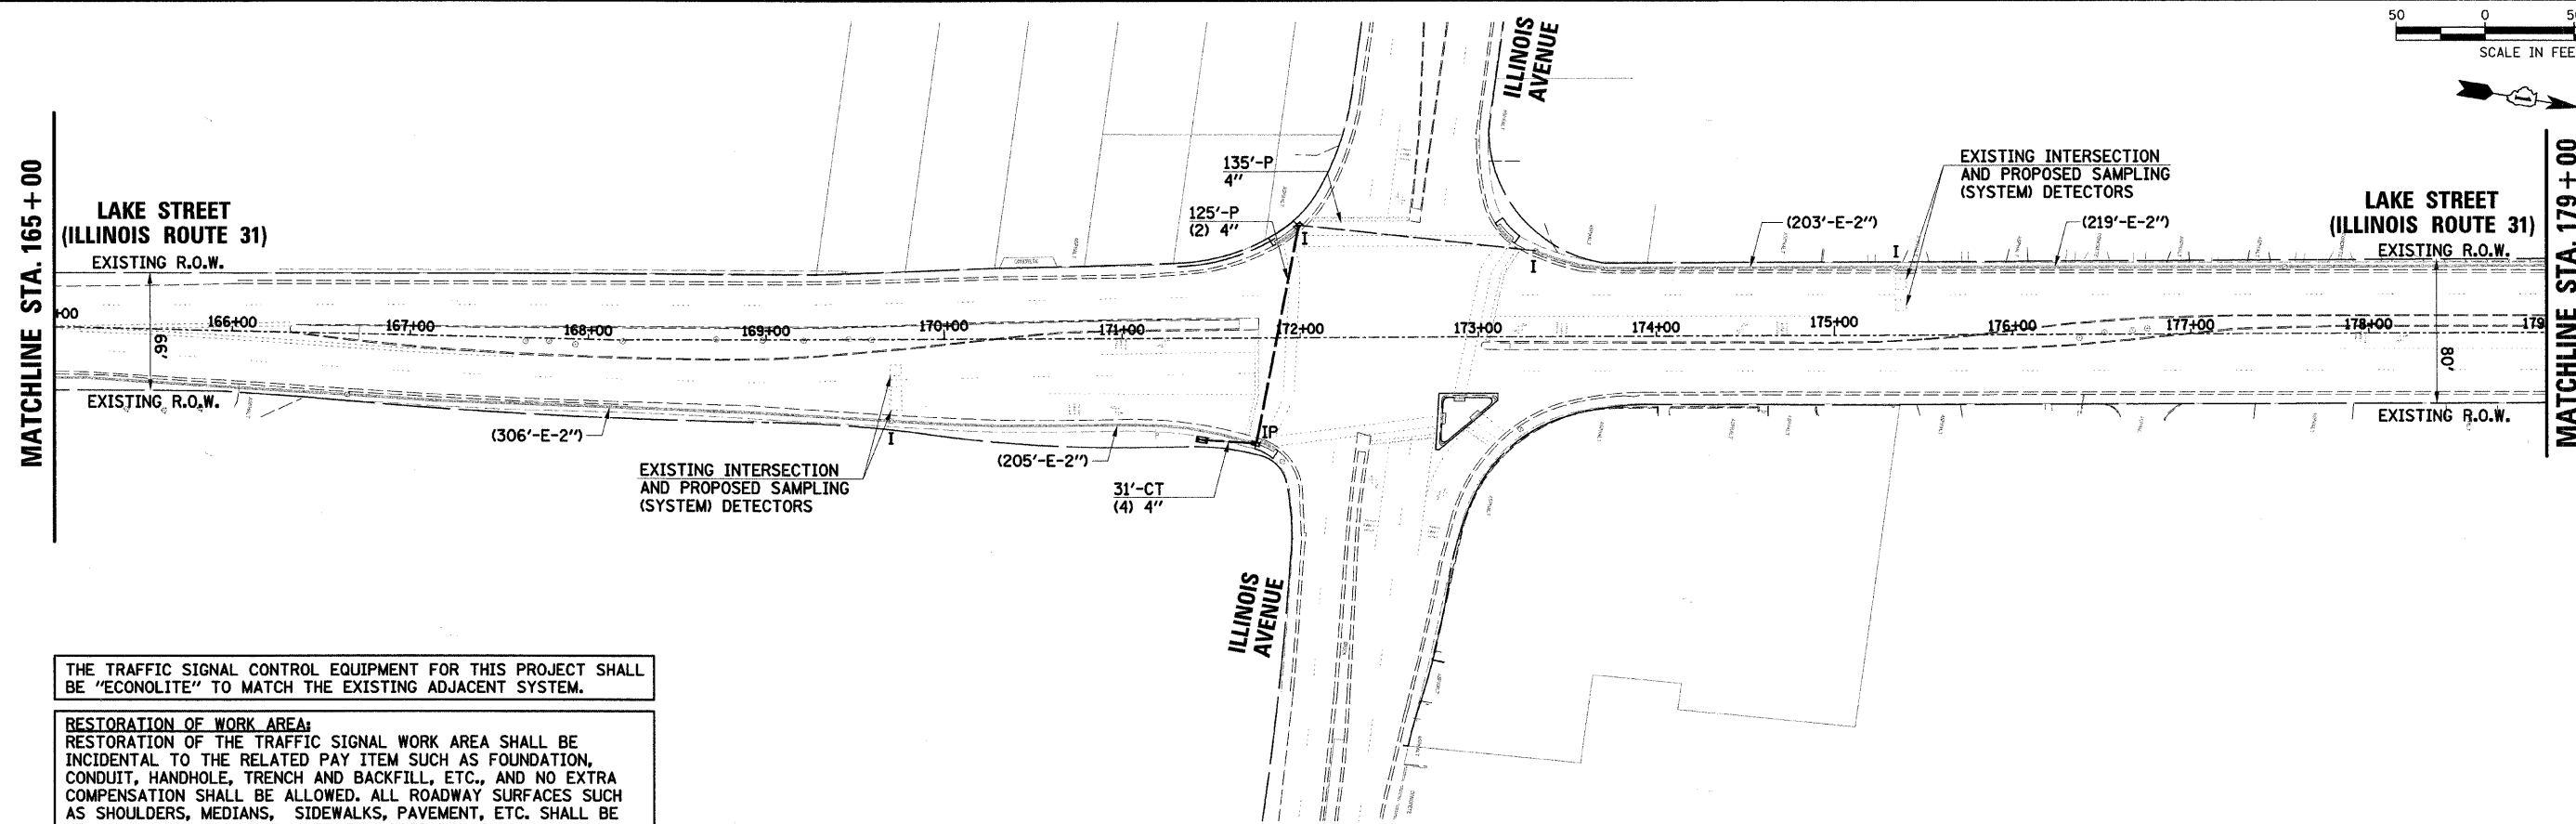 50 0 50
SCALE IN FEE
ILLINOIS
AVENUE
MATCHLINE STA. 165+00
LAKE STREET
(ILLINOIS ROUTE 31)
EXISTING R.O.W.
135'-P
4"
125'-P
(2) 4"
I
I
EXISTING INTERSECTION
AND PROPOSED SAMPLING
(SYSTEM) DETECTORS
(203'-E-2")
I
(219'-E-2")
LAKE STREET
(ILLINOIS ROUTE 31)
EXISTING R.O.W.
MATCHLINE STA. 179+00
+00 166+00 167+00 168+00 169+00 170+00 171+00 172+00 173+00 174+00 175+00 176+00 177+00 178+00 179
66'
80'
EXISTING R.O.W.
(306'-E-2")
I
(205'-E-2")
IP
EXISTING R.O.W.
EXISTING INTERSECTION
AND PROPOSED SAMPLING
(SYSTEM) DETECTORS
31'-CT
(4) 4"
ILLINOIS
AVENUE
THE TRAFFIC SIGNAL CONTROL EQUIPMENT FOR THIS PROJECT SHALL
BE "ECONOLITE" TO MATCH THE EXISTING ADJACENT SYSTEM.
RESTORATION OF WORK AREA:
RESTORATION OF THE TRAFFIC SIGNAL WORK AREA SHALL BE
INCIDENTAL TO THE RELATED PAY ITEM SUCH AS FOUNDATION,
CONDUIT, HANDHOLE, TRENCH AND BACKFILL, ETC., AND NO EXTRA
COMPENSATION SHALL BE ALLOWED. ALL ROADWAY SURFACES SUCH
AS SHOULDERS, MEDIANS, SIDEWALKS, PAVEMENT, ETC. SHALL BE